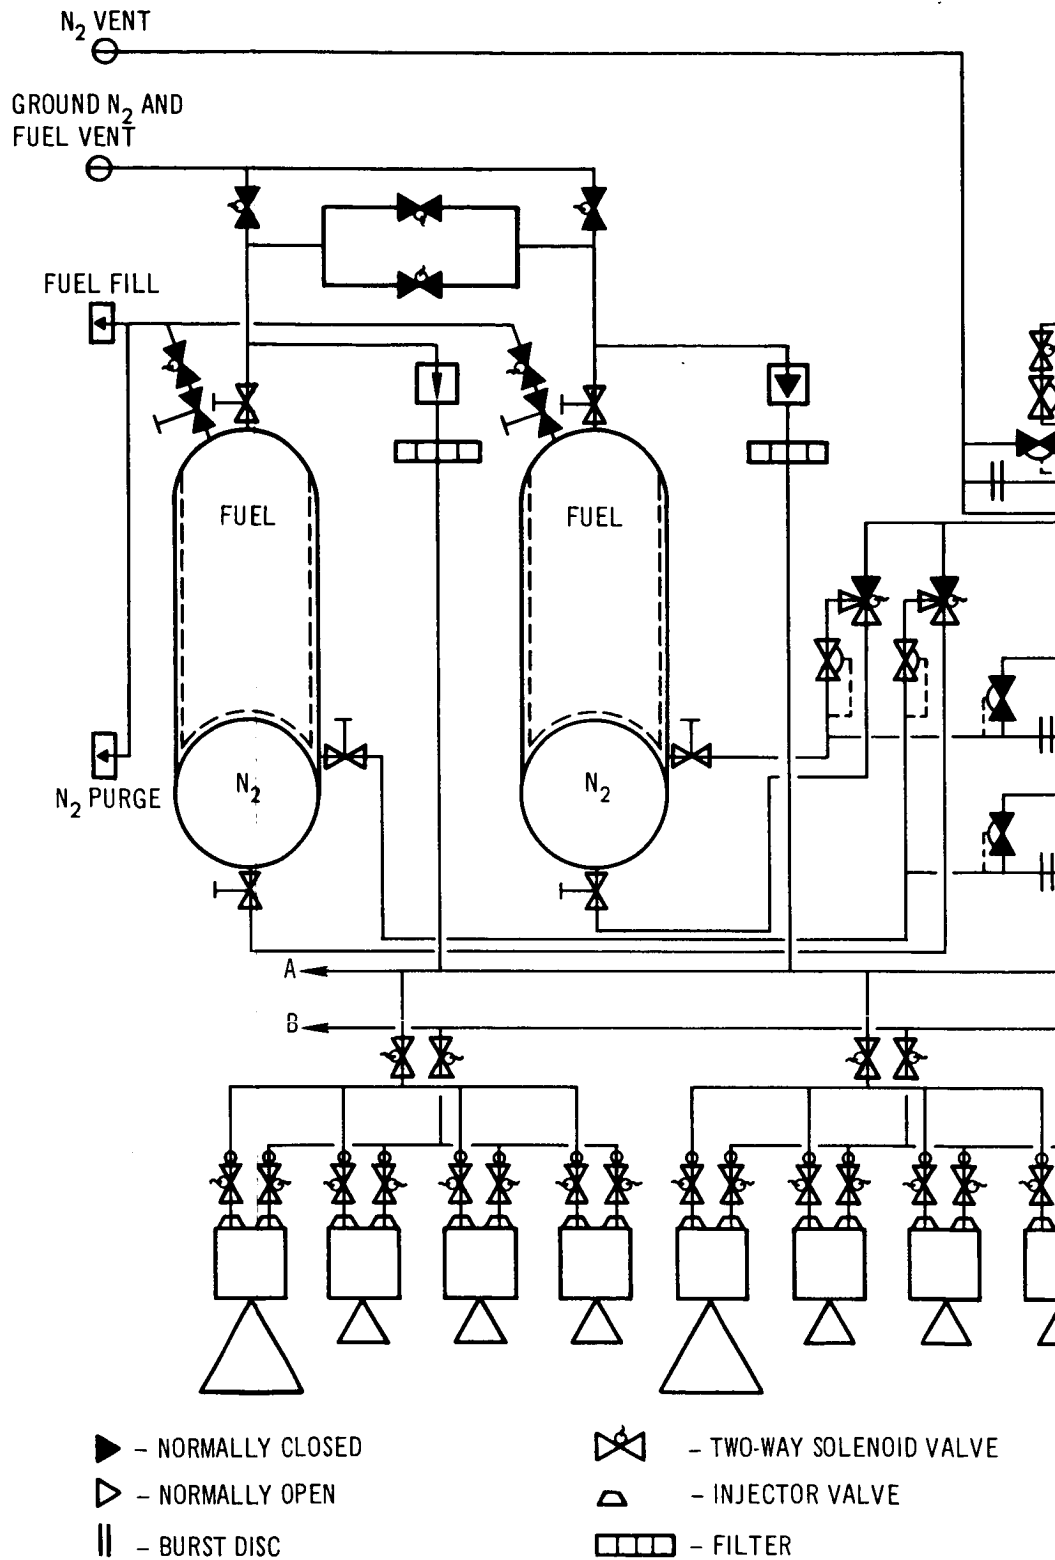 N2 VENT
GROUND N2 AND
FUEL VENT
FUEL FILL
FUEL
FUEL
N2
N2
N2 PURGE
A
B
– NORMALLY CLOSED
– TWO-WAY SOLENOID VALVE
– NORMALLY OPEN
– INJECTOR VALVE
– BURST DISC
– FILTER